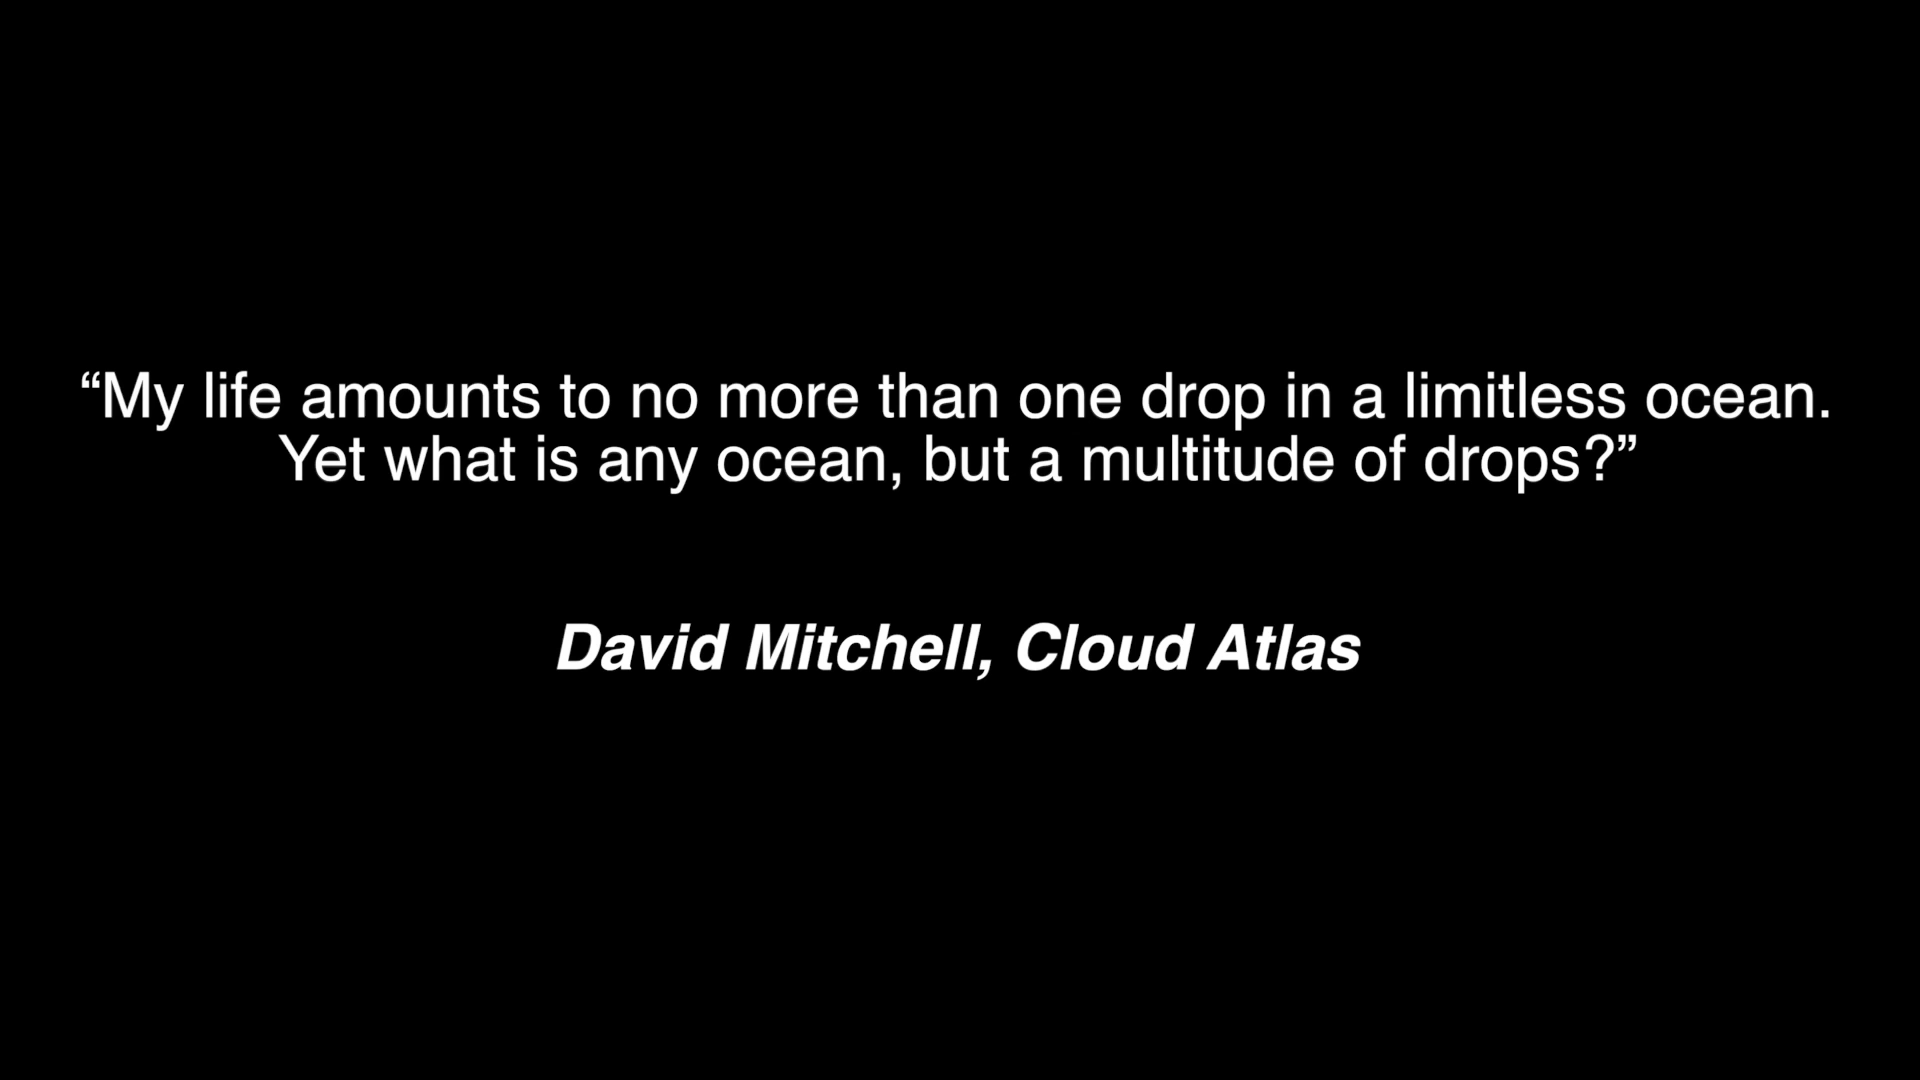 “My life amounts to no more than one drop in a limitless ocean.
Yet what is any ocean, but a multitude of drops?”
David Mitchell, Cloud Atlas